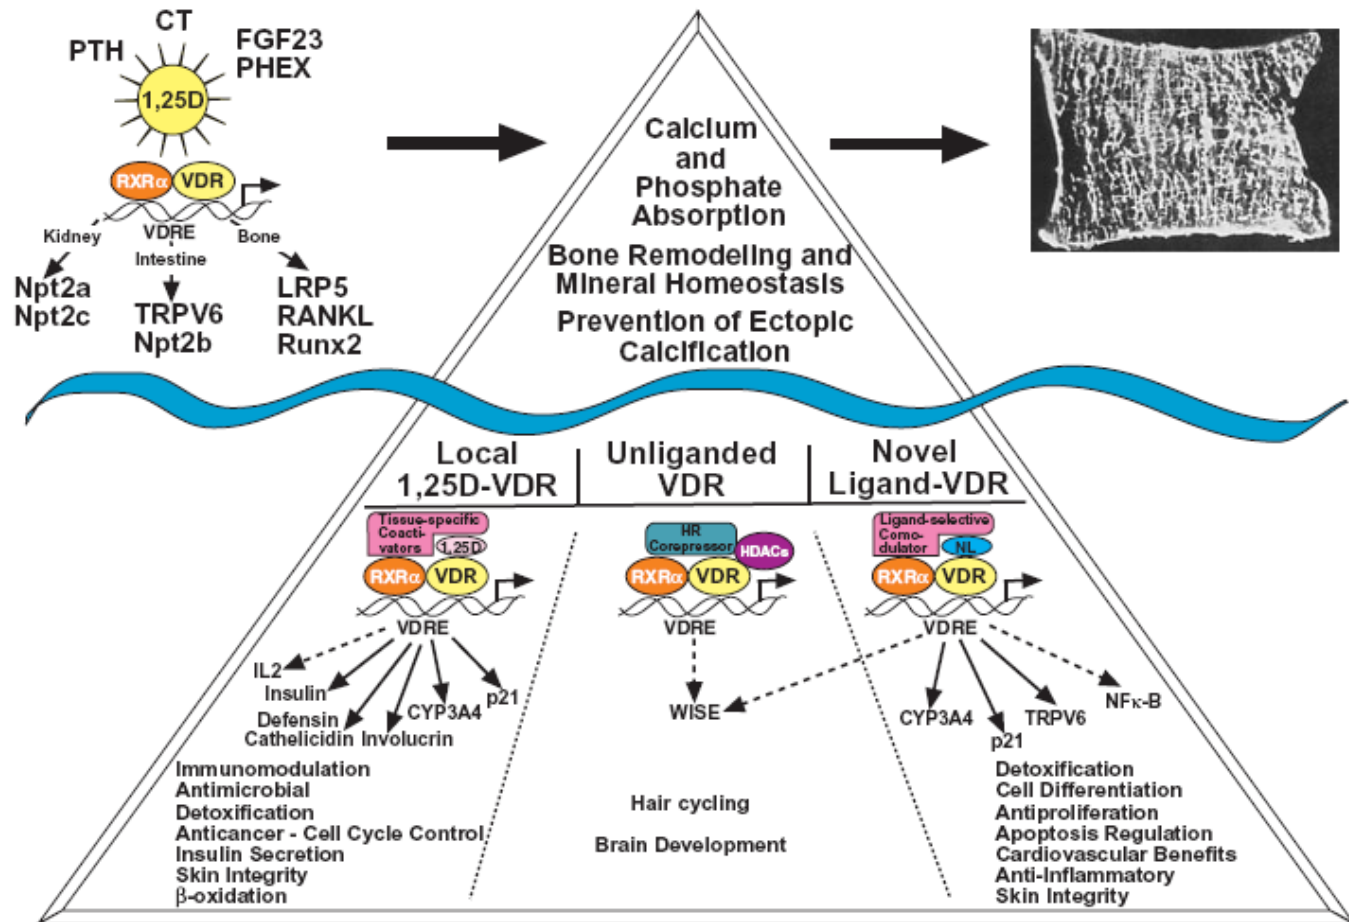 CT
PTH
FGF23
PHEX
1,25D
RXRα VDR
Kidney
VDRE
Bone
Intestine
Npt2a
Npt2c
TRPV6
Npt2b
LRP5
RANKL
Runx2
Calcium
and
Phosphate
Absorption
Bone Remodeling and
Mineral Homeostasis
Prevention of Ectopic
Calcification
Local
1,25D-VDR
Unliganded
VDR
Novel
Ligand-VDR
Tissue-specific
Coacti-
vators
1,25D
RXRα VDR
VDRE
IL2
Insulin
Defensin
Cathelicidin
Involucrin
CYP3A4
p21
Immunomodulation
Antimicrobial
Detoxification
Anticancer - Cell Cycle Control
Insulin Secretion
Skin Integrity
β-oxidation
HR
Corepressor
HDACs
RXRα VDR
VDRE
WISE
Hair cycling
Brain Development
Ligand-selective
Como-
dulator
NL
RXRα VDR
VDRE
CYP3A4
p21
TRPV6
NFκ-B
Detoxification
Cell Differentiation
Antiproliferation
Apoptosis Regulation
Cardiovascular Benefits
Anti-Inflammatory
Skin Integrity